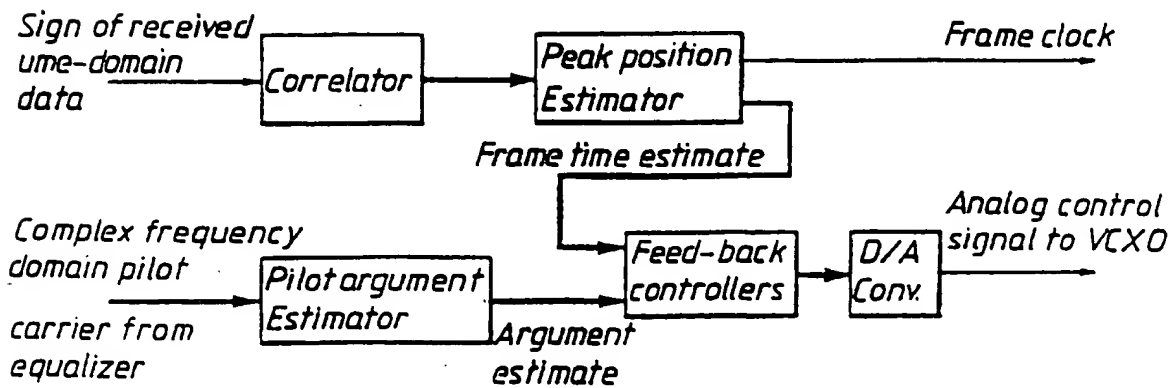 Sign of received
ume-domain
data
Correlator
Peak position
Estimator
Frame clock
Frame time estimate
Complex frequency
domain pilot
carrier from
equalizer
Pilot argument
Estimator
Argument
estimate
Feed-back
controllers
D/A
Conv.
Analog control
signal to VCXO